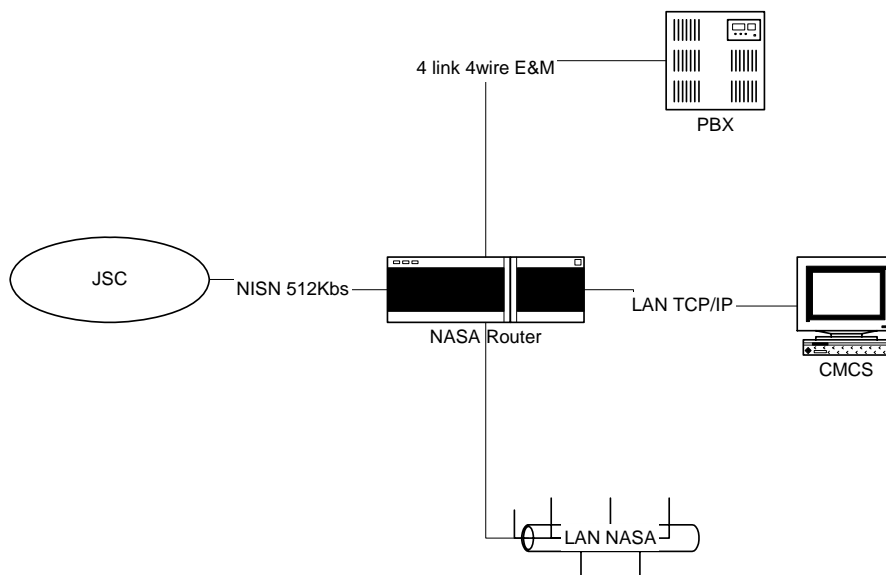 4 link 4wire E&M
PBX
JSC
NISN 512Kbs
NASA Router
LAN TCP/IP
CMCS
LAN NASA